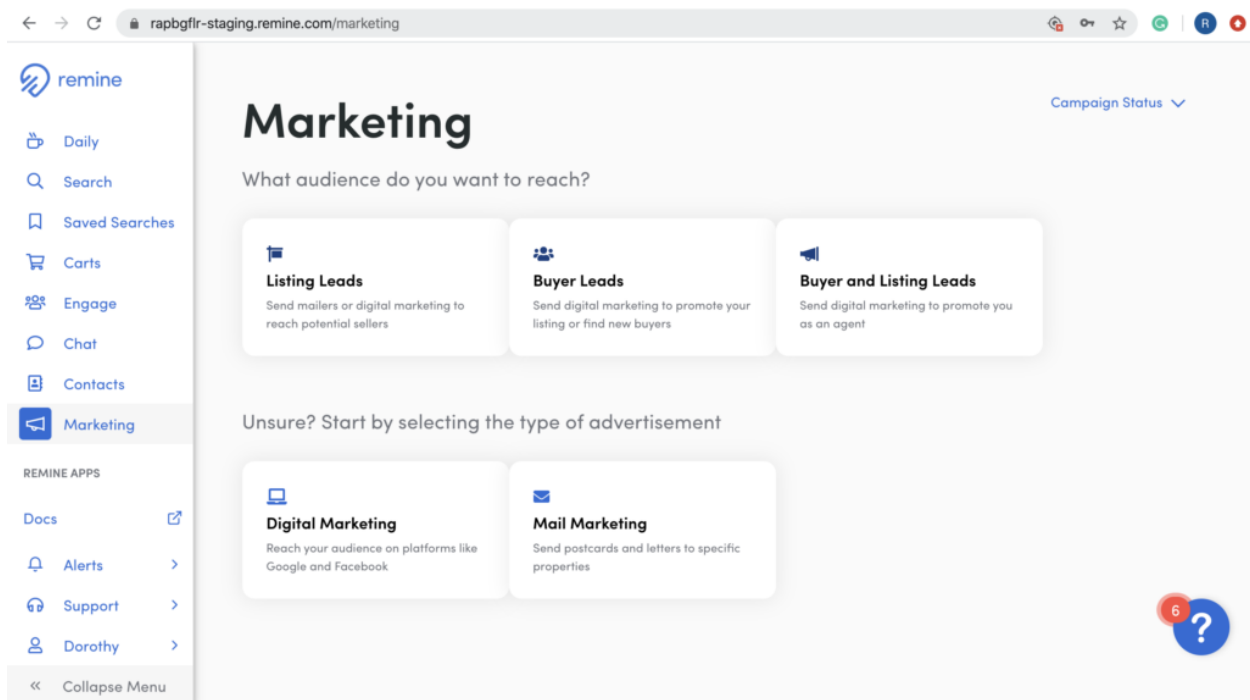 rapbgflr-staging.remine.com/marketing
R
remine
Daily
Search
Saved Searches
Carts
Engage
Chat
Contacts
Marketing
REMINE APPS
Docs
Alerts
Support
Dorothy
Collapse Menu
Campaign Status
Marketing
What audience do you want to reach?
Listing Leads
Send mailers or digital marketing to
reach potential sellers
Buyer Leads
Send digital marketing to promote your
listing or find new buyers
Buyer and Listing Leads
Send digital marketing to promote you
as an agent
Unsure? Start by selecting the type of advertisement
Digital Marketing
Reach your audience on platforms like
Google and Facebook
Mail Marketing
Send postcards and letters to specific
properties
6
?